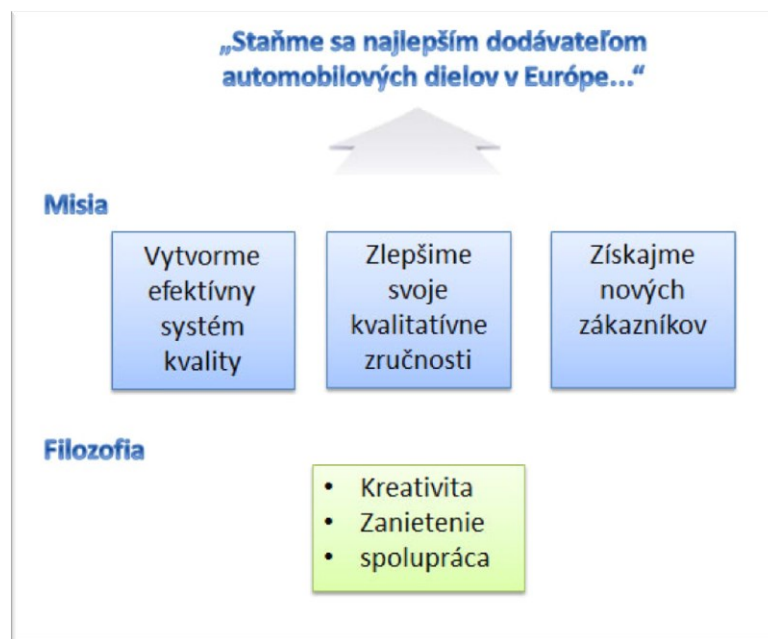 „Staňme sa najlepším dodávateľom
automobilových dielov v Európe...“
Misia
Vytvorme
efektívny
systém
kvality
Zlepšime
svoje
kvalitatívne
zručnosti
Získajme
nových
zákazníkov
Filozofia
• Kreativita
• Zanietenie
• spolupráca